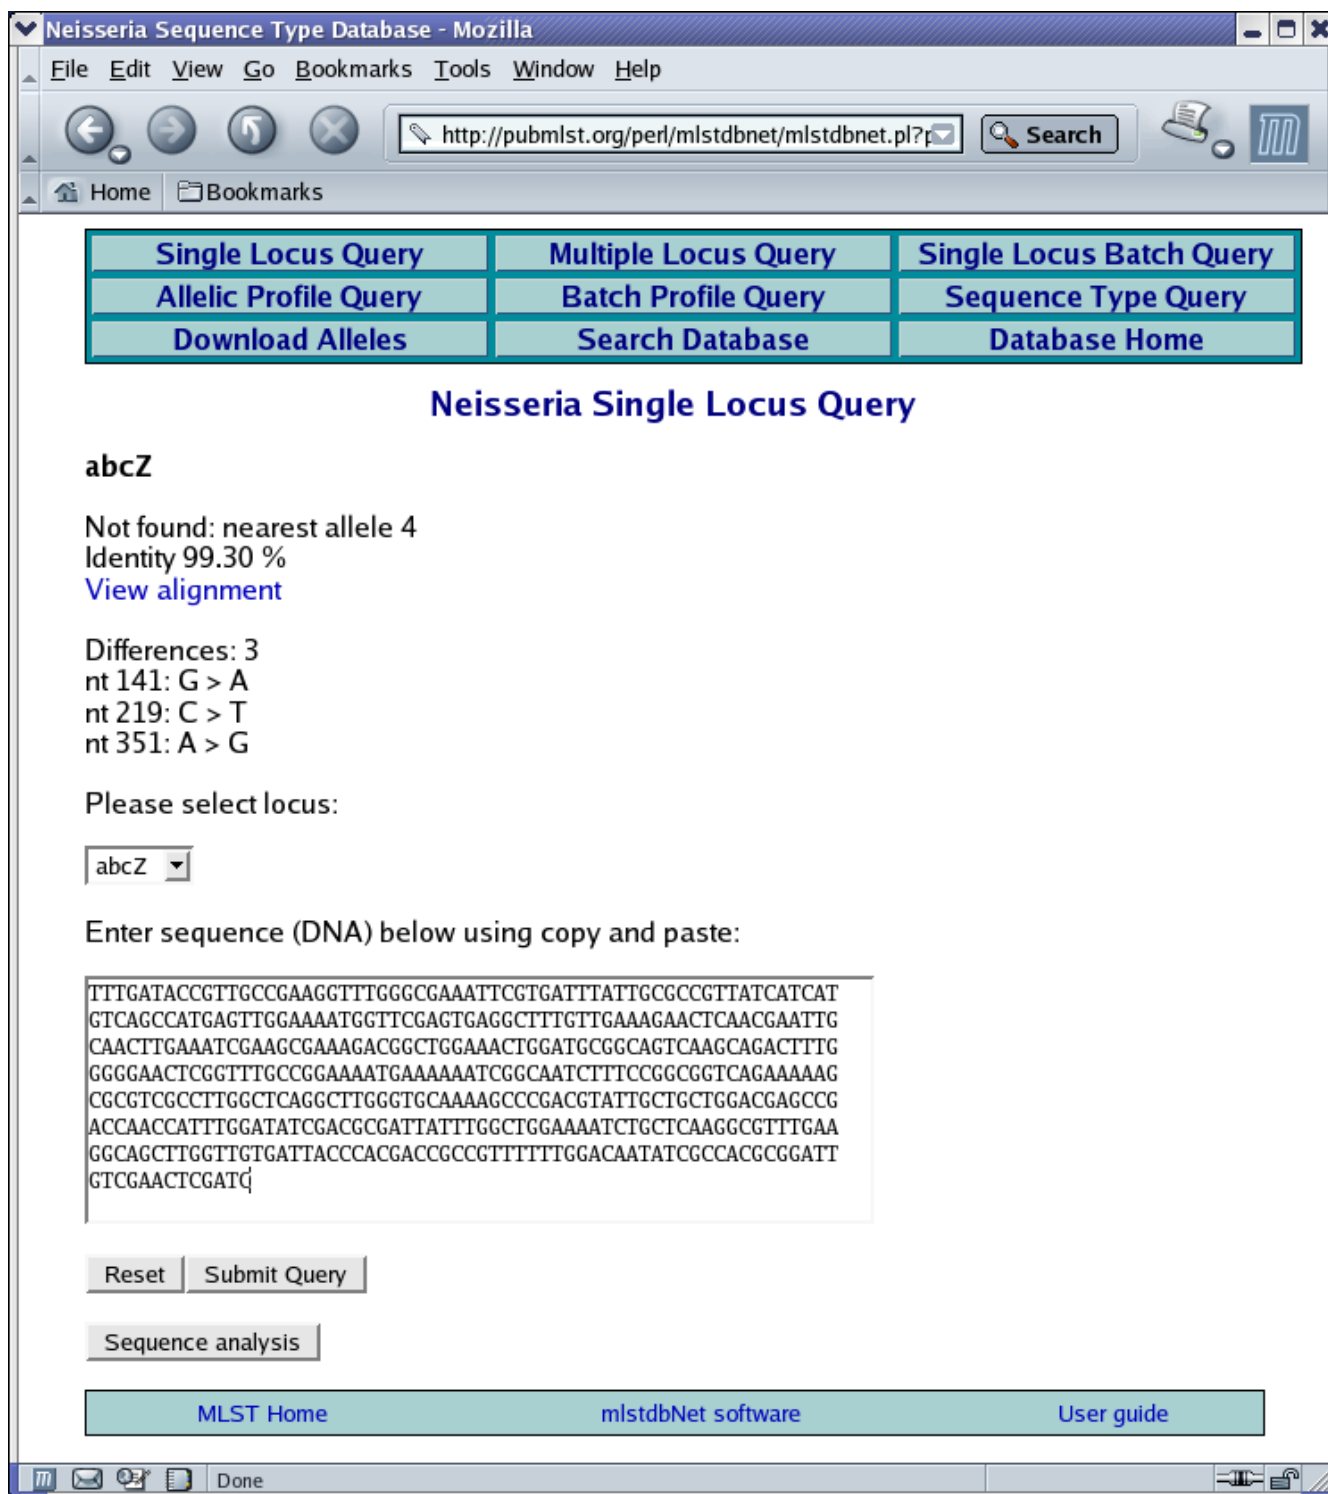 Neisseria Sequence Type Database - Mozilla
File Edit View Go Bookmarks Tools Window Help
http://pubmlst.org/perl/mlstdbnet/mlstdbnet.pl?p Search
Home Bookmarks
Single Locus Query Multiple Locus Query Single Locus Batch Query
Allelic Profile Query Batch Profile Query Sequence Type Query
Download Alleles Search Database Database Home
Neisseria Single Locus Query
abcZ
Not found: nearest allele 4
Identity 99.30 %
View alignment
Differences: 3
nt 141: G > A
nt 219: C > T
nt 351: A > G
Please select locus:
abcZ
Enter sequence (DNA) below using copy and paste:
TTTGATACCGTTGCCGAAGGTTTGGGCGAAATTCGTGATTTATTGCGCCGTTATCATCAT
GTCAGCCATGAGTTGGAAAATGGTTCGAGTGAGGCTTTGTTGAAAGAACTCAACGAATTG
CAACTTGAAATCGAAGCGAAAGACGGCTGGAAACTGGATGCGGCAGTCAAGCAGACTTTG
GGGGAACTCGGTTTGCCGGAAAATGAAAAAATCGGCAATCTTTCCGGCGGTCAGAAAAAG
CGCGTCGCCTTGGCTCAGGCTTGGGTGCAAAAGCCCGACGTATTGCTGCTGGACGAGCCG
ACCAACCATTTGGATATCGACGCGATTATTTGGCTGGAAAATCTGCTCAAGGCGTTTGAA
GGCAGCTTGGTTGTGATTACCCACGACCGCCGTTTTTTGGACAATATCGCCACGCGGATT
GTCGAACTCGATC
Reset Submit Query
Sequence analysis
MLST Home mlstdbNet software User guide
Done